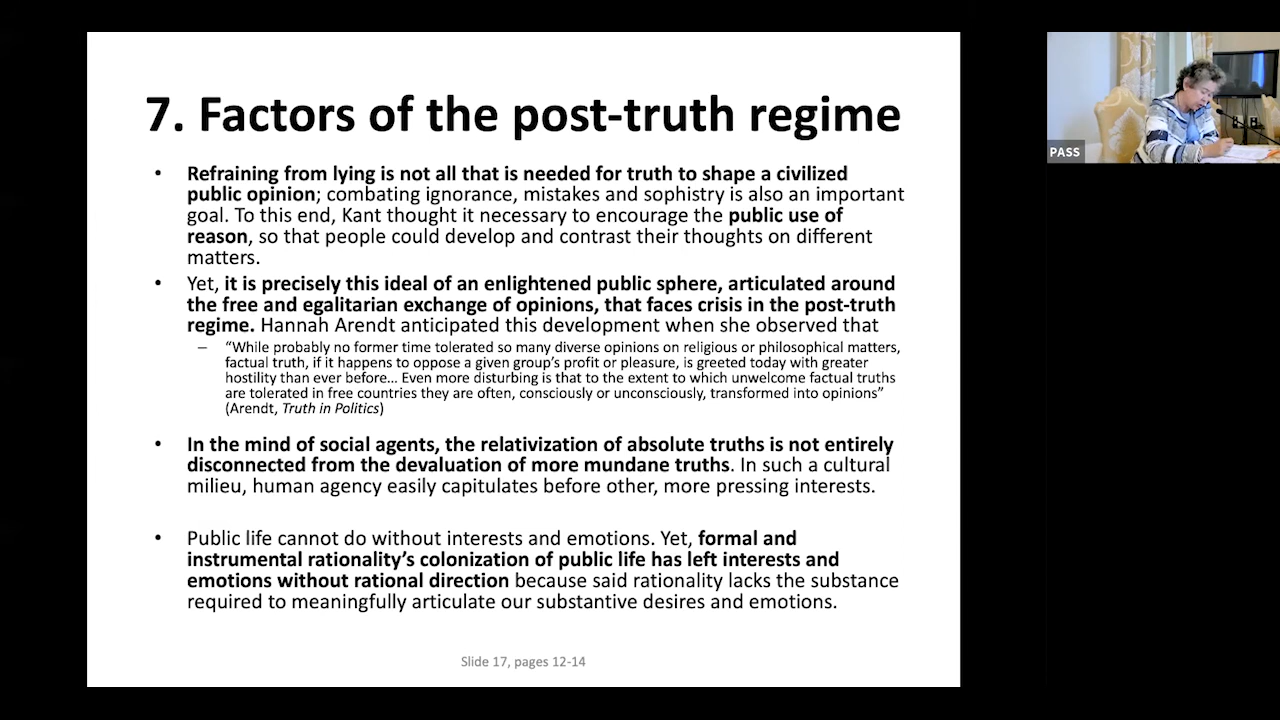 7. Factors of the post-truth regime
• Refraining from lying is not all that is needed for truth to shape a civilized
public opinion; combating ignorance, mistakes and sophistry is also an important
goal. To this end, Kant thought it necessary to encourage the public use of
reason, so that people could develop and contrast their thoughts on different
matters.
• Yet, it is precisely this ideal of an enlightened public sphere, articulated around
the free and egalitarian exchange of opinions, that faces crisis in the post-truth
regime. Hannah Arendt anticipated this development when she observed that
– “While probably no former time tolerated so many diverse opinions on religious or philosophical matters,
factual truth, if it happens to oppose a given group’s profit or pleasure, is greeted today with greater
hostility than ever before… Even more disturbing is that to the extent to which unwelcome factual truths
are tolerated in free countries they are often, consciously or unconsciously, transformed into opinions”
(Arendt, Truth in Politics)
• In the mind of social agents, the relativization of absolute truths is not entirely
disconnected from the devaluation of more mundane truths. In such a cultural
milieu, human agency easily capitulates before other, more pressing interests.
• Public life cannot do without interests and emotions. Yet, formal and
instrumental rationality’s colonization of public life has left interests and
emotions without rational direction because said rationality lacks the substance
required to meaningfully articulate our substantive desires and emotions.
Slide 17, pages 12-14
PASS